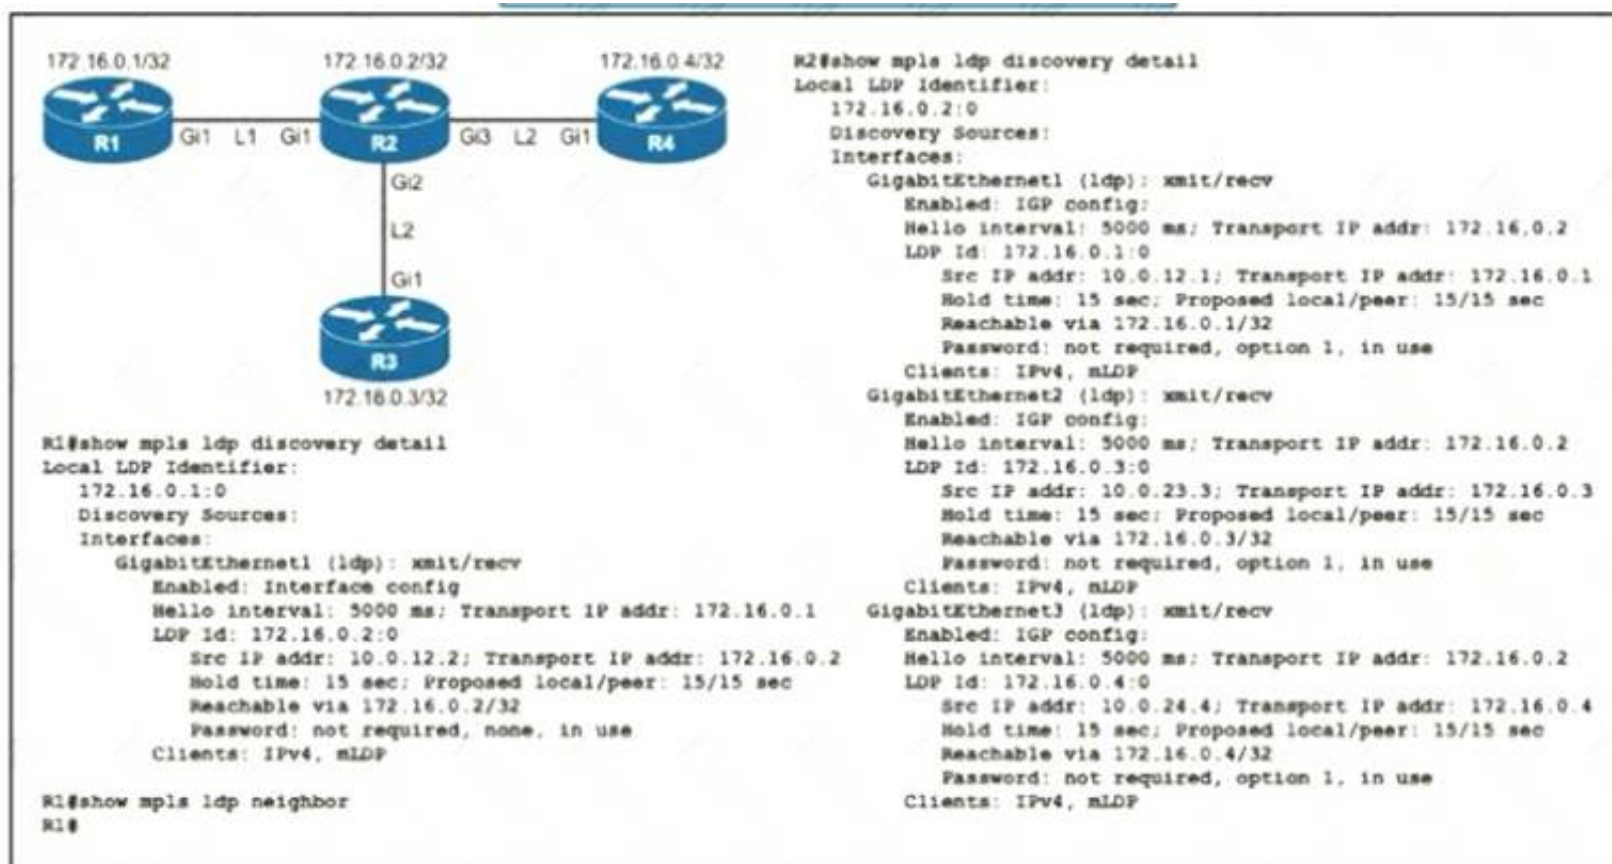 172.16.0.1/32
172.16.0.2/32
172.16.0.4/32
R1
Gi1
L1
Gi1
R2
Gi3
L2
Gi1
R4
Gi2
L2
Gi1
R3
172.16.0.3/32
R1#show mpls ldp discovery detail
Local LDP Identifier:
172.16.0.1:0
Discovery Sources:
Interfaces:
GigabitEthernet1 (ldp): xmit/recv
Enabled: Interface config
Hello interval: 5000 ms; Transport IP addr: 172.16.0.1
LDP Id: 172.16.0.2:0
Src IP addr: 10.0.12.2; Transport IP addr: 172.16.0.2
Hold time: 15 sec; Proposed local/peer: 15/15 sec
Reachable via 172.16.0.2/32
Password: not required, none, in use
Clients: IPv4, mLDP
R1#show mpls ldp neighbor
R1#
R2#show mpls ldp discovery detail
Local LDP Identifier:
172.16.0.2:0
Discovery Sources:
Interfaces:
GigabitEthernet1 (ldp): xmit/recv
Enabled: IGP config;
Hello interval: 5000 ms; Transport IP addr: 172.16.0.2
LDP Id: 172.16.0.1:0
Src IP addr: 10.0.12.1; Transport IP addr: 172.16.0.1
Hold time: 15 sec; Proposed local/peer: 15/15 sec
Reachable via 172.16.0.1/32
Password: not required, option 1, in use
Clients: IPv4, mLDP
GigabitEthernet2 (ldp): xmit/recv
Enabled: IGP config;
Hello interval: 5000 ms; Transport IP addr: 172.16.0.2
LDP Id: 172.16.0.3:0
Src IP addr: 10.0.23.3; Transport IP addr: 172.16.0.3
Hold time: 15 sec; Proposed local/peer: 15/15 sec
Reachable via 172.16.0.3/32
Password: not required, option 1, in use
Clients: IPv4, mLDP
GigabitEthernet3 (ldp): xmit/recv
Enabled: IGP config;
Hello interval: 5000 ms; Transport IP addr: 172.16.0.2
LDP Id: 172.16.0.4:0
Src IP addr: 10.0.24.4; Transport IP addr: 172.16.0.4
Hold time: 15 sec; Proposed local/peer: 15/15 sec
Reachable via 172.16.0.4/32
Password: not required, option 1, in use
Clients: IPv4, mLDP